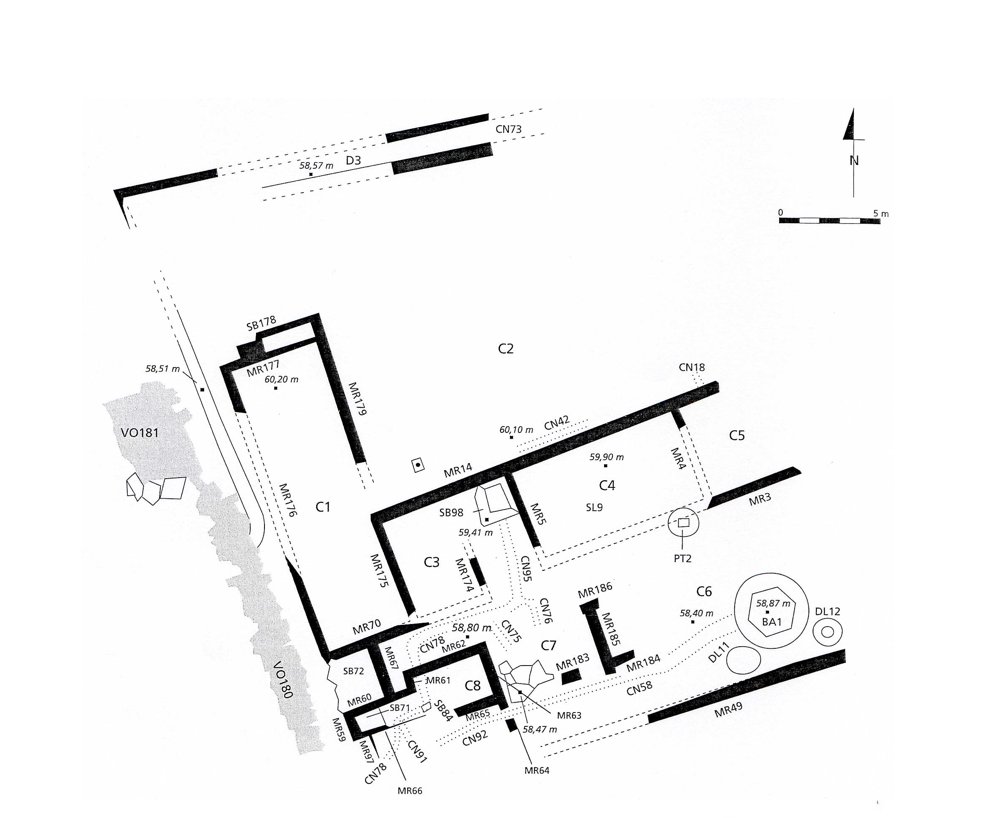 CN73
D3
58,57 m
N
0
5 m
SB178
C2
MR177
58,51 m
60,20 m
CN18
MR179
VO181
60,10 m
CN42
C5
59,90 m
MR4
MR14
C4
MR176
C1
SB98
MR5
SL9
MR3
59,41 m
PT2
C3
CN95
MR175
MR174
MR186
C6
CN76
58,87 m
58,40 m
BA1
DL12
MR70
58,80 m
CN75
MR185
CN78
MR62
C7
DL11
MR67
MR183
MR184
SB72
MR61
C8
CN58
VO180
MR60
SB71
SB84
MR65
MR63
MR49
MR59
58,47 m
CN92
MR97
CN91
CN78
MR64
MR66